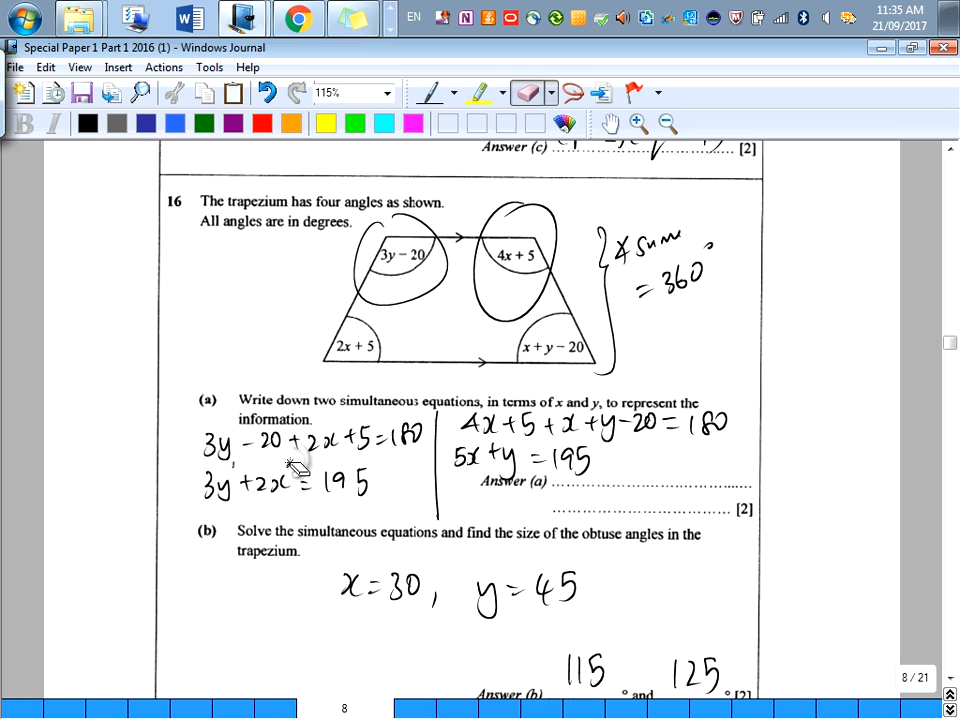 EN
11:35 AM
21/09/2017
Special Paper 1 Part 1 2016 (1) - Windows Journal
File Edit View Insert Actions Tools Help
115%
B I
Answer (c) [2]
16 The trapezium has four angles as shown.
All angles are in degrees.
3y – 20
4x + 5
2x + 5
x + y – 20
∡ sum
= 360°
(a) Write down two simultaneous equations, in terms of x and y, to represent the
information.
3y – 20 + 2x + 5 = 180
3y + 2x = 195
4x + 5 + x + y – 20 = 180
5x + y = 195
Answer (a) ..................................................
.................................................. [2]
(b) Solve the simultaneous equations and find the size of the obtuse angles in the
trapezium.
x = 30, y = 45
115 125
Answer (b) ° and ° [2]
8 / 21
8